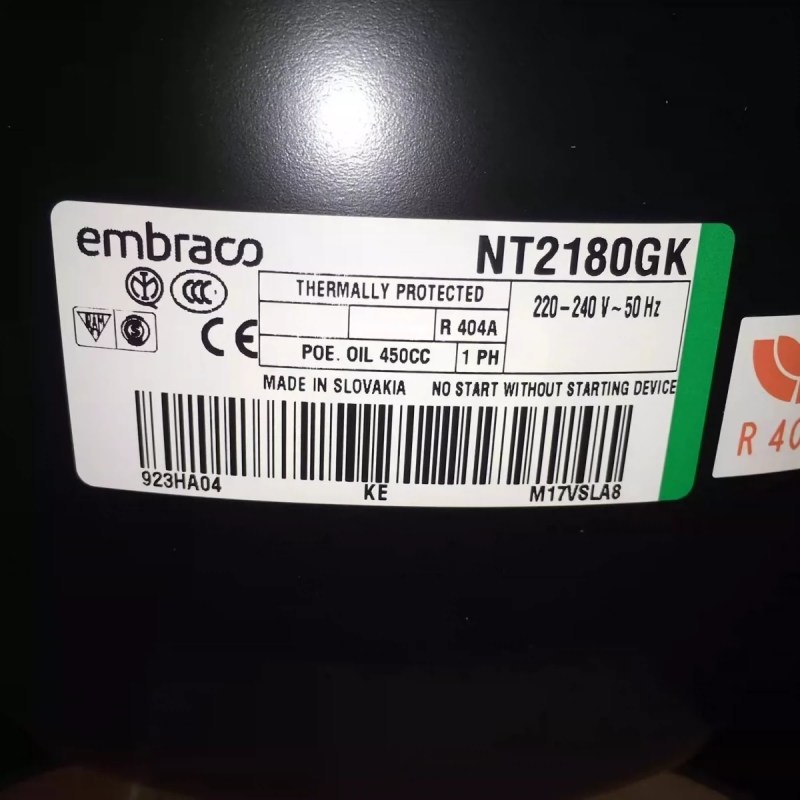 embraco
NT2180GK
CCC
CE
THERMALLY PROTECTED
R 404A
POE. OIL 450CC
1 PH
220-240 V ~ 50 Hz
MADE IN SLOVAKIA
NO START WITHOUT STARTING DEVICE
923HA04
KE
M17VSLA8
R 40